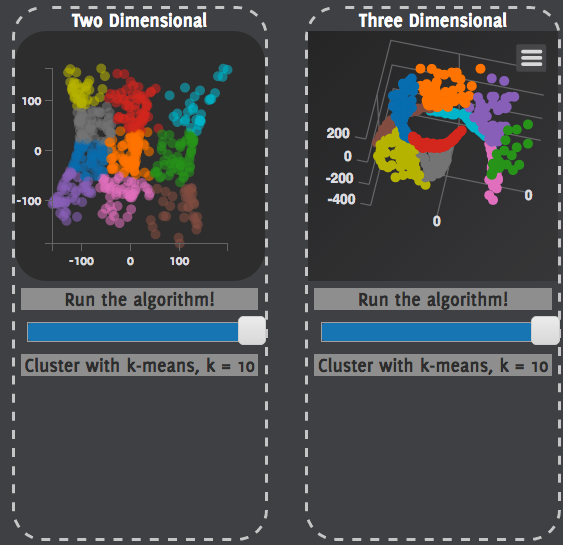 Two Dimensional
100
0
-100
-100
0
100
Run the algorithm!
Cluster with k-means, k = 10
Three Dimensional
200
0
-200
-400
0
0
Run the algorithm!
Cluster with k-means, k = 10